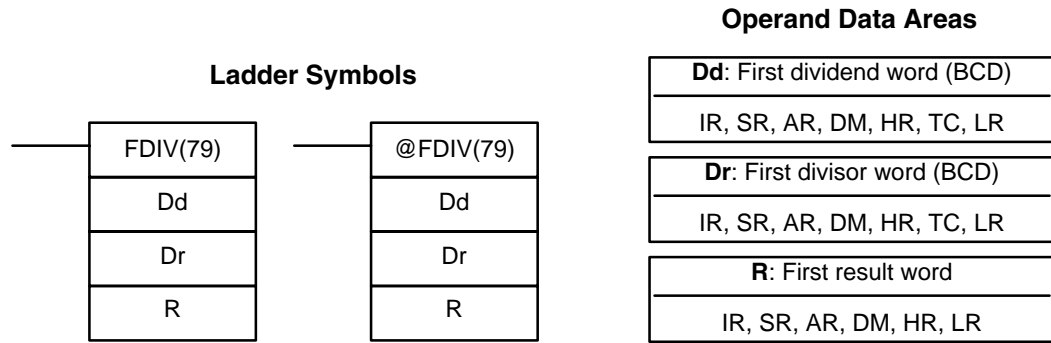 Operand Data Areas
Ladder Symbols
FDIV(79)
Dd
Dr
R
@FDIV(79)
Dd
Dr
R
Dd: First dividend word (BCD)
IR, SR, AR, DM, HR, TC, LR
Dr: First divisor word (BCD)
IR, SR, AR, DM, HR, TC, LR
R: First result word
IR, SR, AR, DM, HR, LR